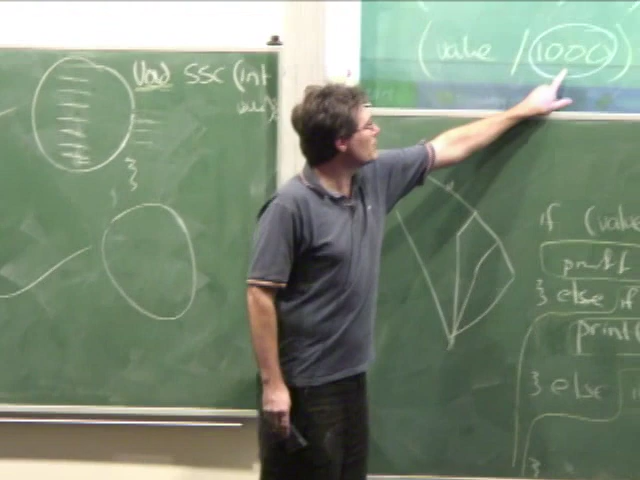 (value / 1000)
void SSC (int
}
if (value
printf
} else if
printf
} else
}